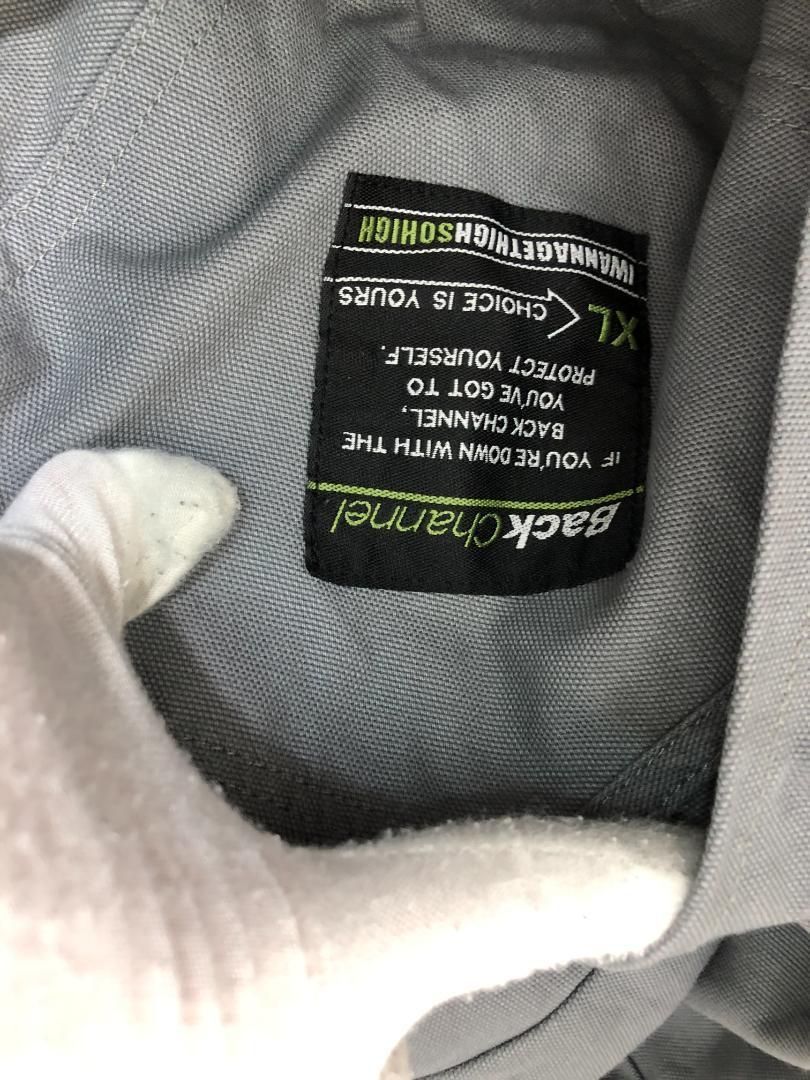 Back Channel.
IF YOU'RE DOWN WITH THE
BACK CHANNEL,
YOU'VE GOT TO
PROTECT YOURSELF.
XL CHOICE IS YOURS
IWANNAGETHIGHSOHIGH